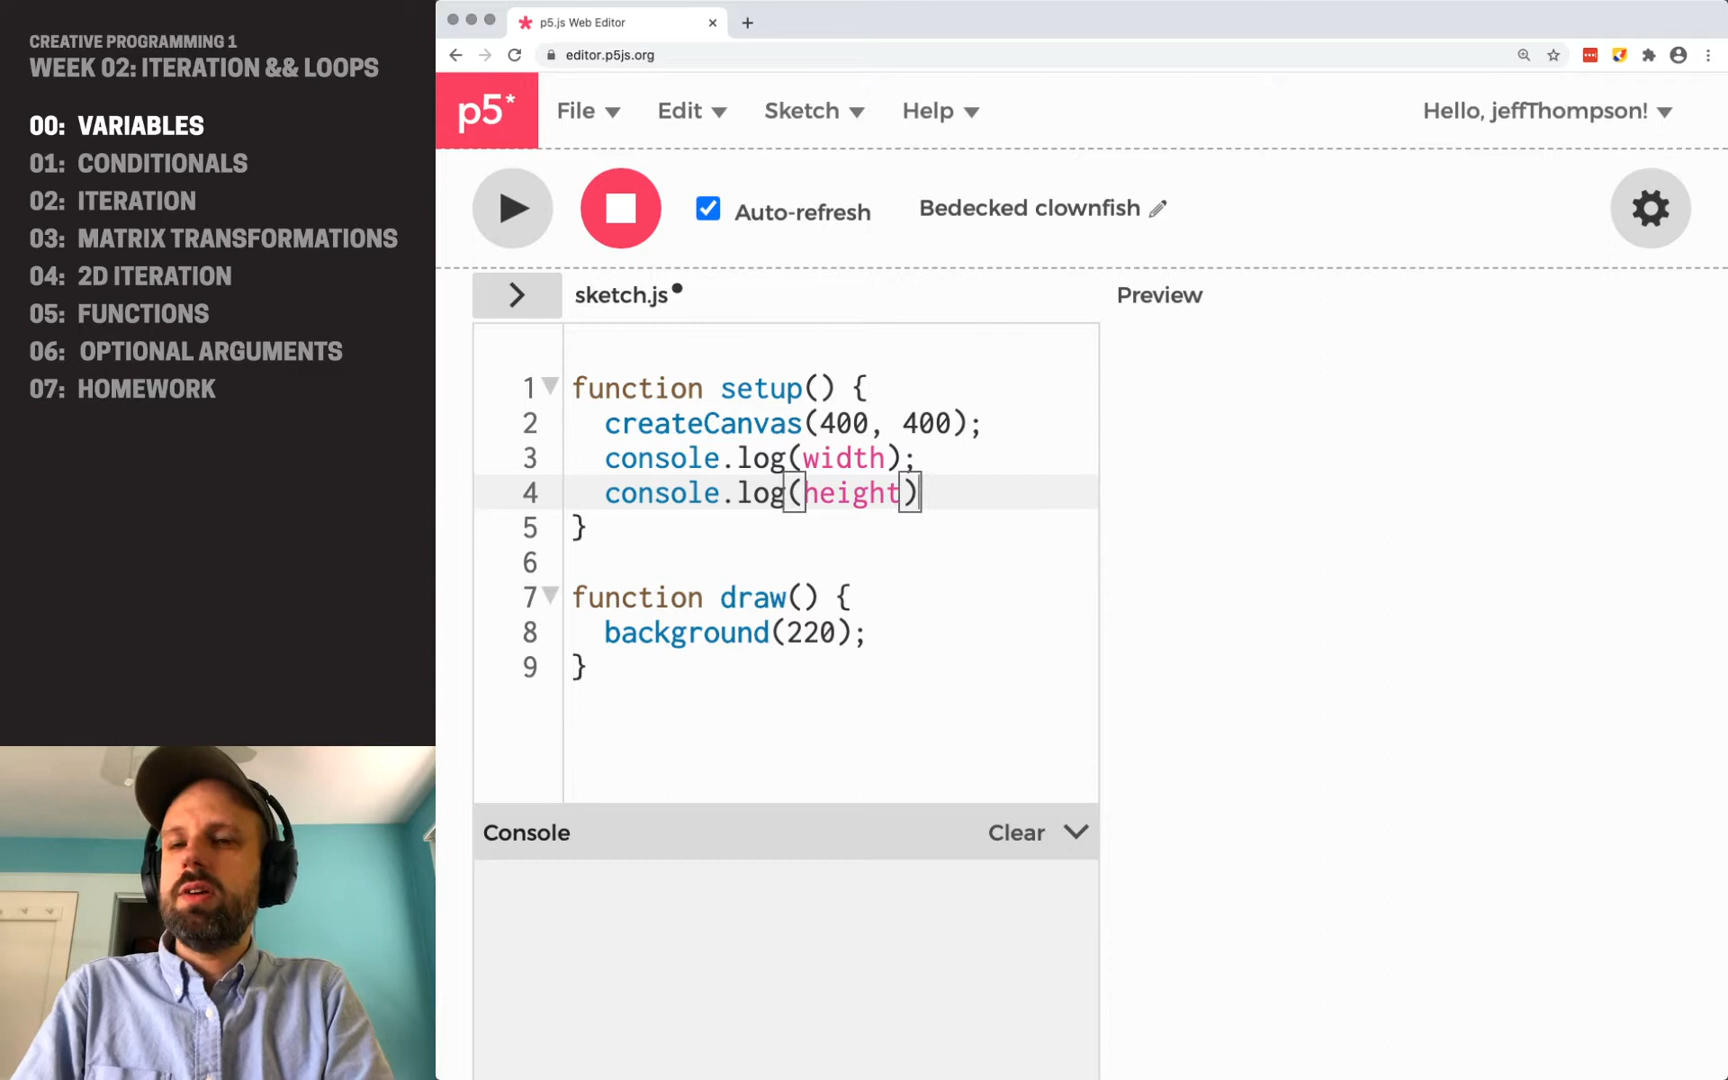 CREATIVE PROGRAMMING 1
WEEK 02: ITERATION && LOOPS
00: VARIABLES
01: CONDITIONALS
02: ITERATION
03: MATRIX TRANSFORMATIONS
04: 2D ITERATION
05: FUNCTIONS
06: OPTIONAL ARGUMENTS
07: HOMEWORK
p5.js Web Editor
editor.p5js.org
p5* File Edit Sketch Help Hello, jeffThompson!
Auto-refresh Bedecked clownfish
sketch.js Preview
1 function setup() {
2 createCanvas(400, 400);
3 console.log(width);
4 console.log(height)
5 }
6
7 function draw() {
8 background(220);
9 }
Console Clear